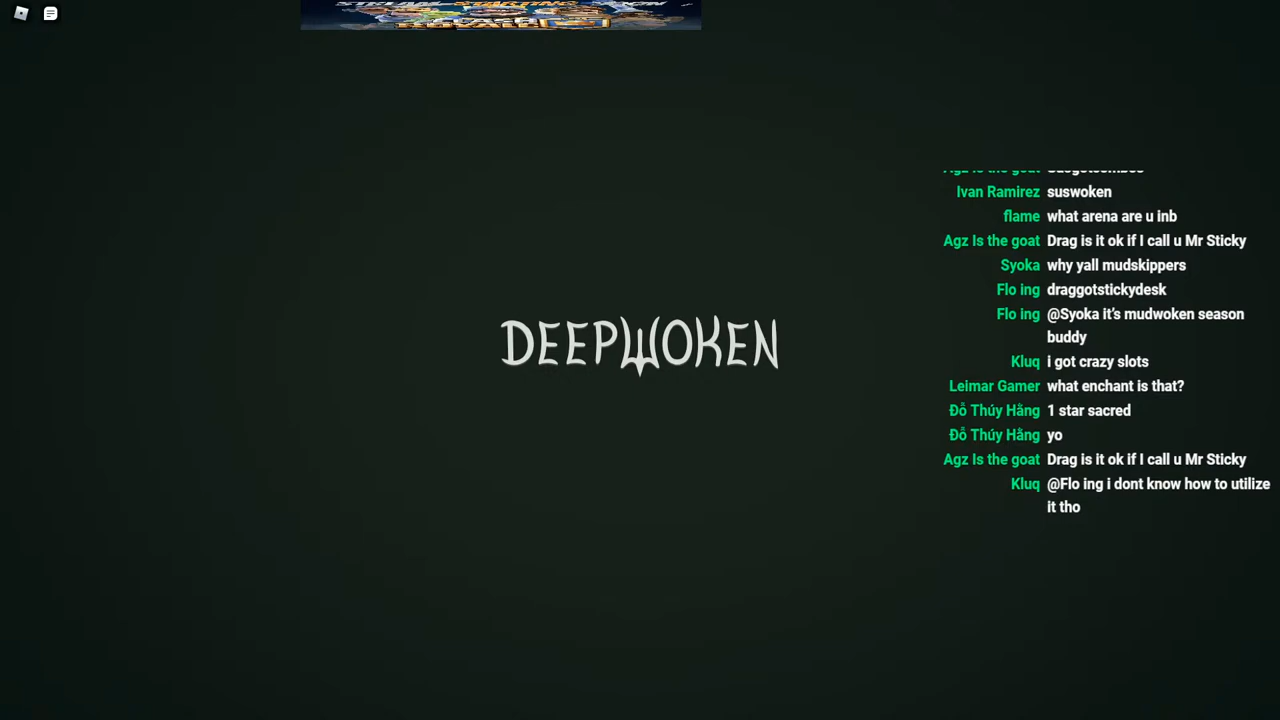 STREAM STARTING
Ivan Ramirez suswoken
flame what arena are u inb
Agz Is the goat Drag is it ok if I call u Mr Sticky
Syoka why yall mudskippers
Flo ing draggotstickydesk
Flo ing @Syoka it's mudwoken season
buddy
DEEPWOKEN
Kluq i got crazy slots
Leimar Gamer what enchant is that?
Đỗ Thúy Hằng 1 star sacred
Đỗ Thúy Hằng yo
Agz Is the goat Drag is it ok if I call u Mr Sticky
Kluq @Flo ing i dont know how to utilize
it tho